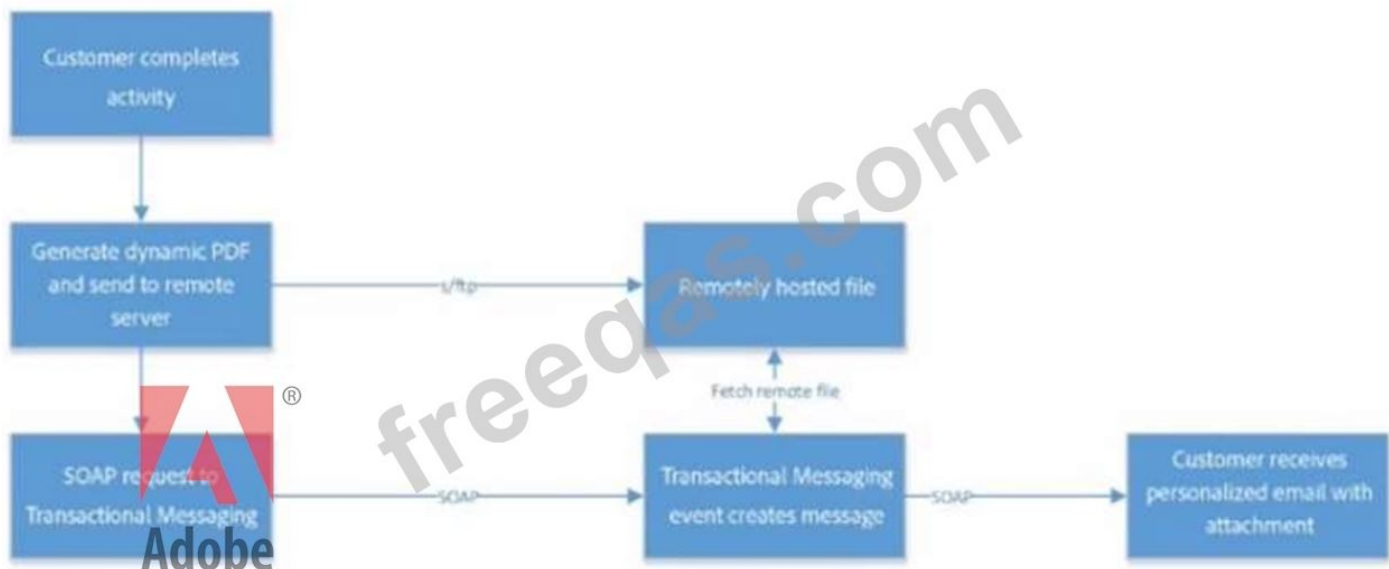 Customer completes
activity
Generate dynamic PDF
and send to remote
server
s/ftp
Remotely hosted file
Fetch remote file
SOAP request to
Transactional Messaging
SOAP
Transactional Messaging
event creates message
SOAP
Customer receives
personalized email with
attachment
®
Adobe
freeqas.com